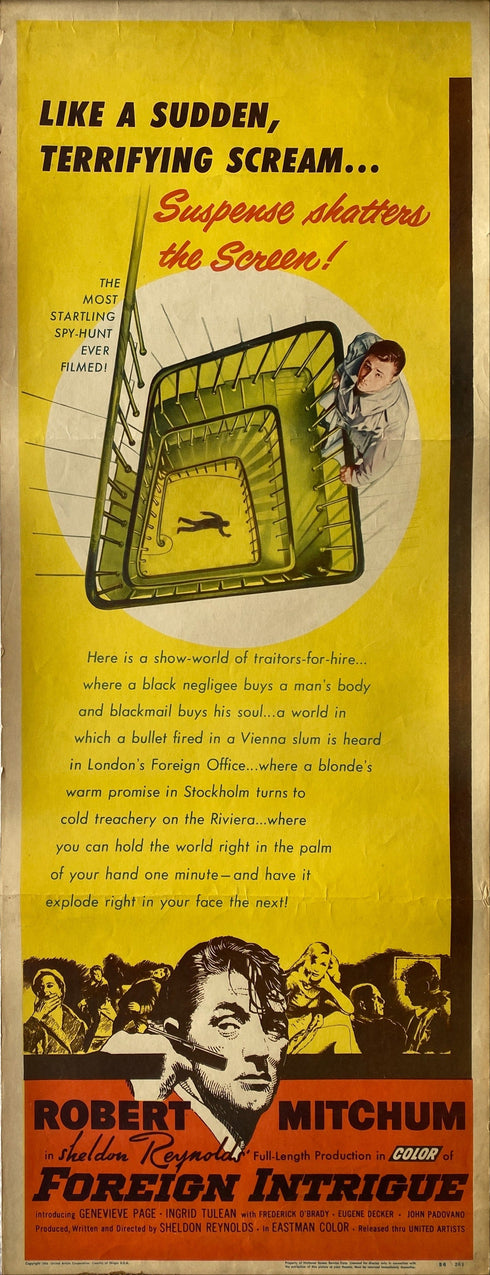 LIKE A SUDDEN,
TERRIFYING SCREAM...
Suspense shatters
the Screen!
THE
MOST
STARTLING
SPY-HUNT
EVER
FILMED!
Here is a show-world of traitors-for-hire...
where a black negligee buys a man's body
and blackmail buys his soul...a world in
which a bullet fired in a Vienna slum is heard
in London's Foreign Office...where a blonde's
warm promise in Stockholm turns to
cold treachery on the Riviera...where
you can hold the world right in the palm
of your hand one minute—and have it
explode right in your face the next!
ROBERT MITCHUM
in Sheldon Reynolds' Full-Length Production in COLOR of
FOREIGN INTRIGUE
introducing GENEVIEVE PAGE · INGRID TULEAN with FREDERICK O'BRADY · EUGENE DECKER · JOHN PADOVANO
Produced, Written and Directed by SHELDON REYNOLDS · In EASTMAN COLOR · Released thru UNITED ARTISTS